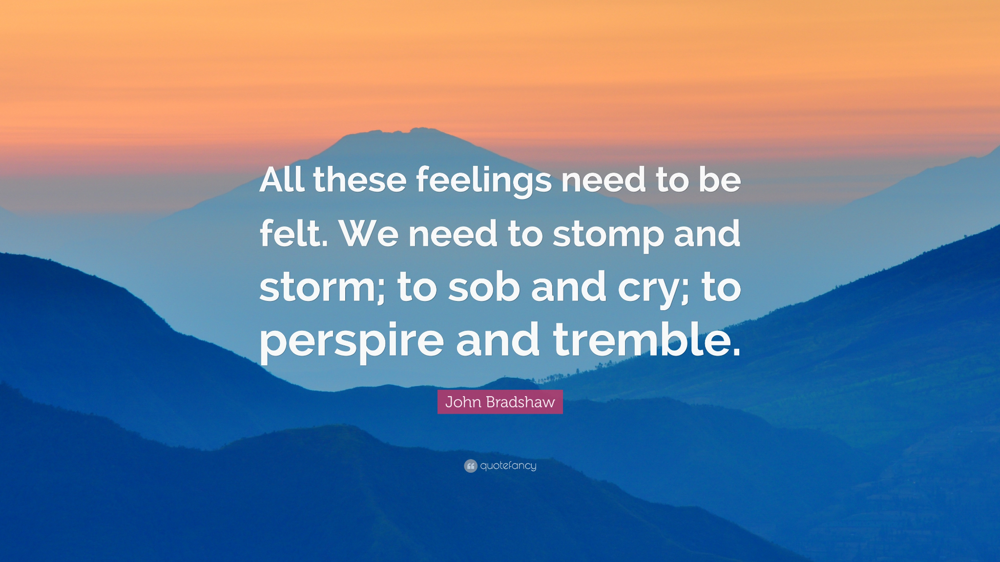 All these feelings need to be
felt. We need to stomp and
storm; to sob and cry; to
perspire and tremble.
John Bradshaw
quotefancy